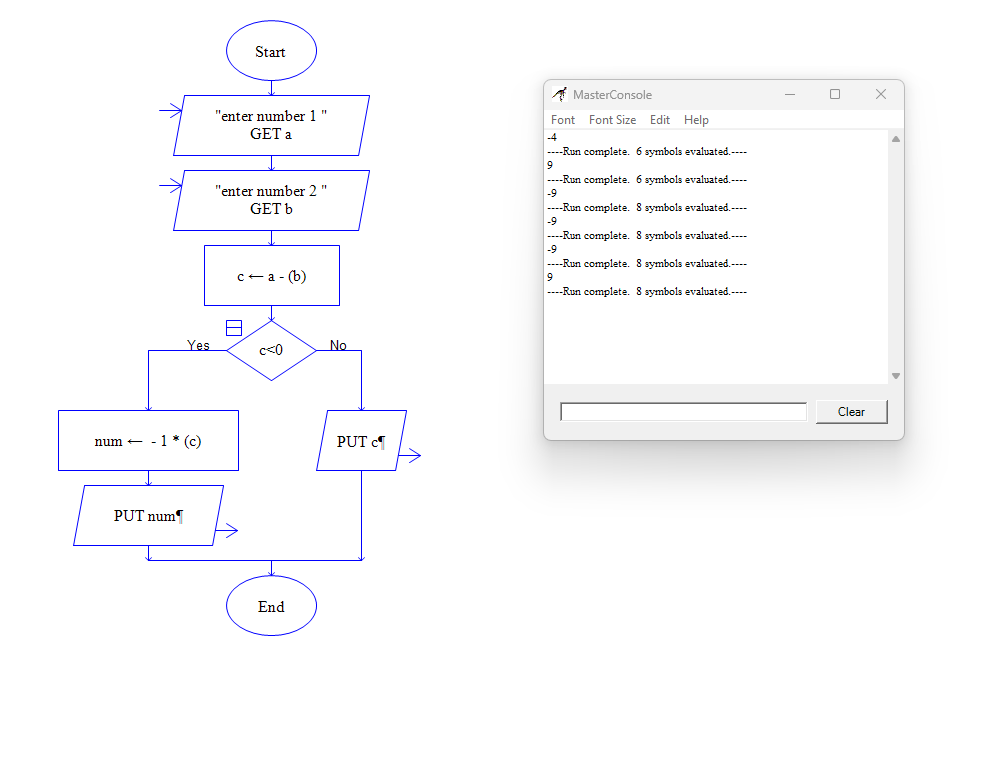 Start
"enter number 1 "
GET a
"enter number 2 "
GET b
c ← a - (b)
Yes
c<0
No
num ← - 1 * (c)
PUT c¶
PUT num¶
End
MasterConsole
Font Font Size Edit Help
-4
----Run complete.  6 symbols evaluated.----
9
----Run complete.  6 symbols evaluated.----
-9
----Run complete.  8 symbols evaluated.----
-9
----Run complete.  8 symbols evaluated.----
-9
----Run complete.  8 symbols evaluated.----
9
----Run complete.  8 symbols evaluated.----
Clear